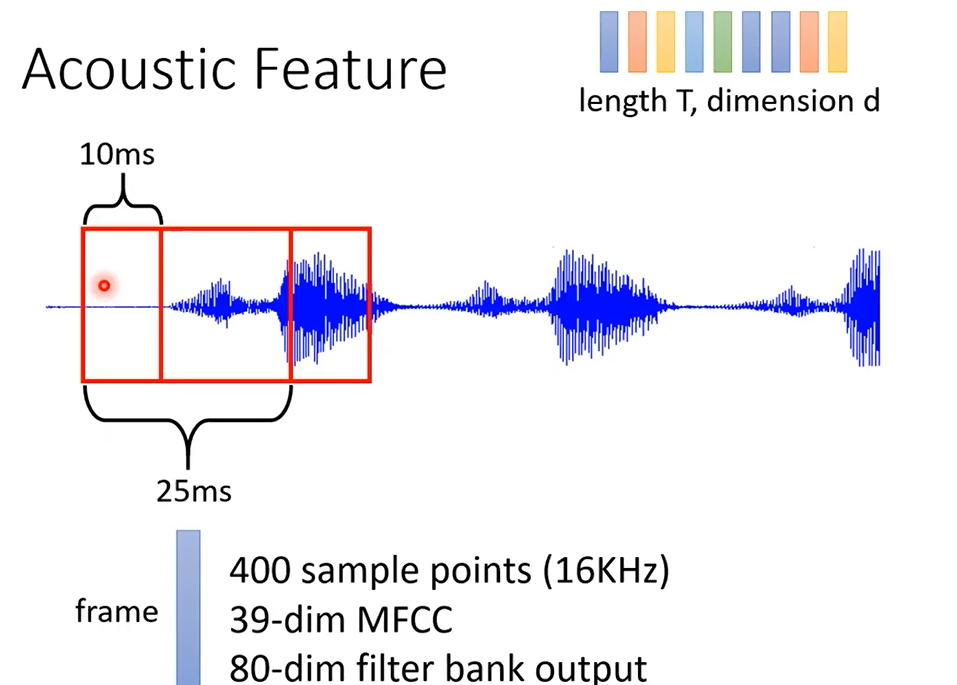 Acoustic Feature
length T, dimension d
10ms
25ms
frame
400 sample points (16KHz)
39-dim MFCC
80-dim filter bank output